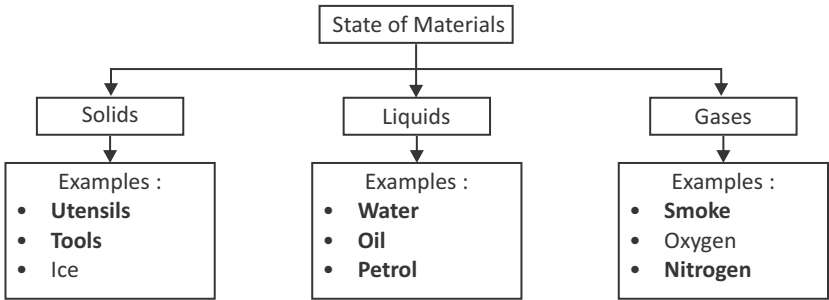 State of Materials
Solids
Liquids
Gases
Examples :
• Utensils
• Tools
• Ice
Examples :
• Water
• Oil
• Petrol
Examples :
• Smoke
• Oxygen
• Nitrogen